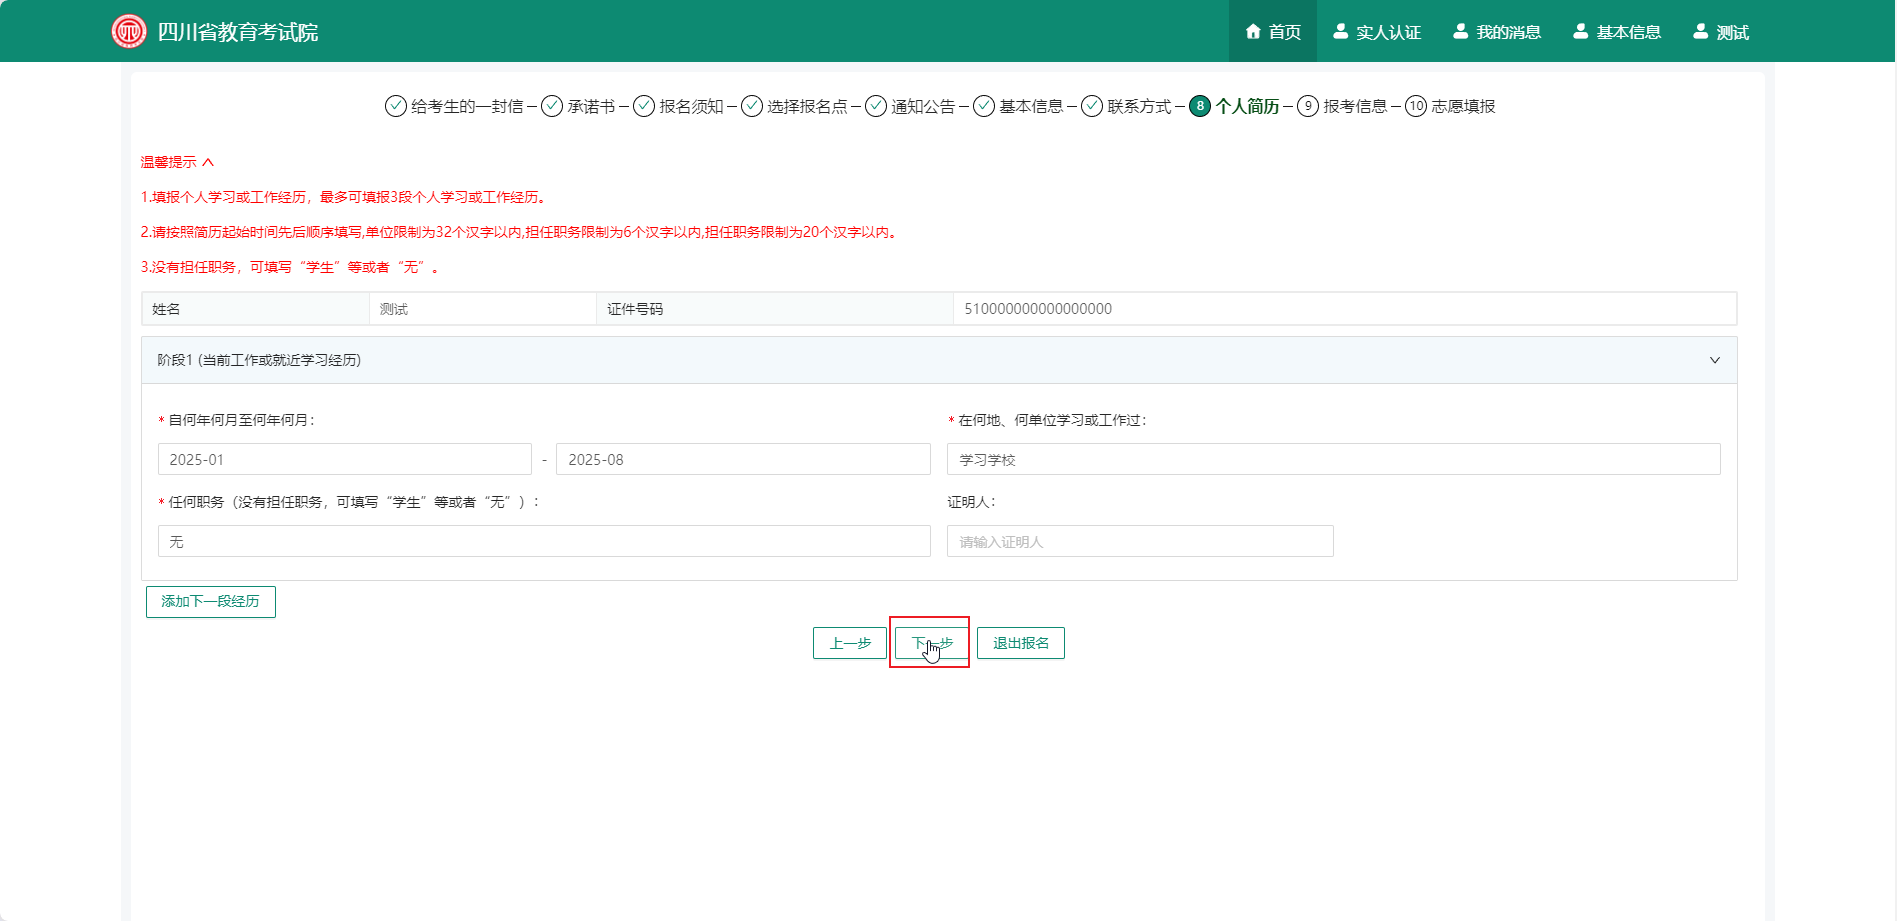 四川省教育考试院
首页 实人认证 我的消息 基本信息 测试
给考生的一封信 承诺书 报名须知 选择报名点 通知公告 基本信息 联系方式 8 个人简历 9 报考信息 10 志愿填报
温馨提示
1.填报个人学习或工作经历，最多可填报3段个人学习或工作经历。
2.请按照简历起始时间先后顺序填写,单位限制为32个汉字以内,担任职务限制为6个汉字以内,担任职务限制为20个汉字以内。
3.没有担任职务，可填写“学生”等或者“无”。
姓名 测试 证件号码 510000000000000000
阶段1 (当前工作或就近学习经历)
* 自何年何月至何年何月： * 在何地、何单位学习或工作过：
2025-01 - 2025-08 学习学校
* 任何职务（没有担任职务，可填写“学生”等或者“无”）： 证明人：
无 请输入证明人
添加下一段经历
上一步 下一步 退出报名